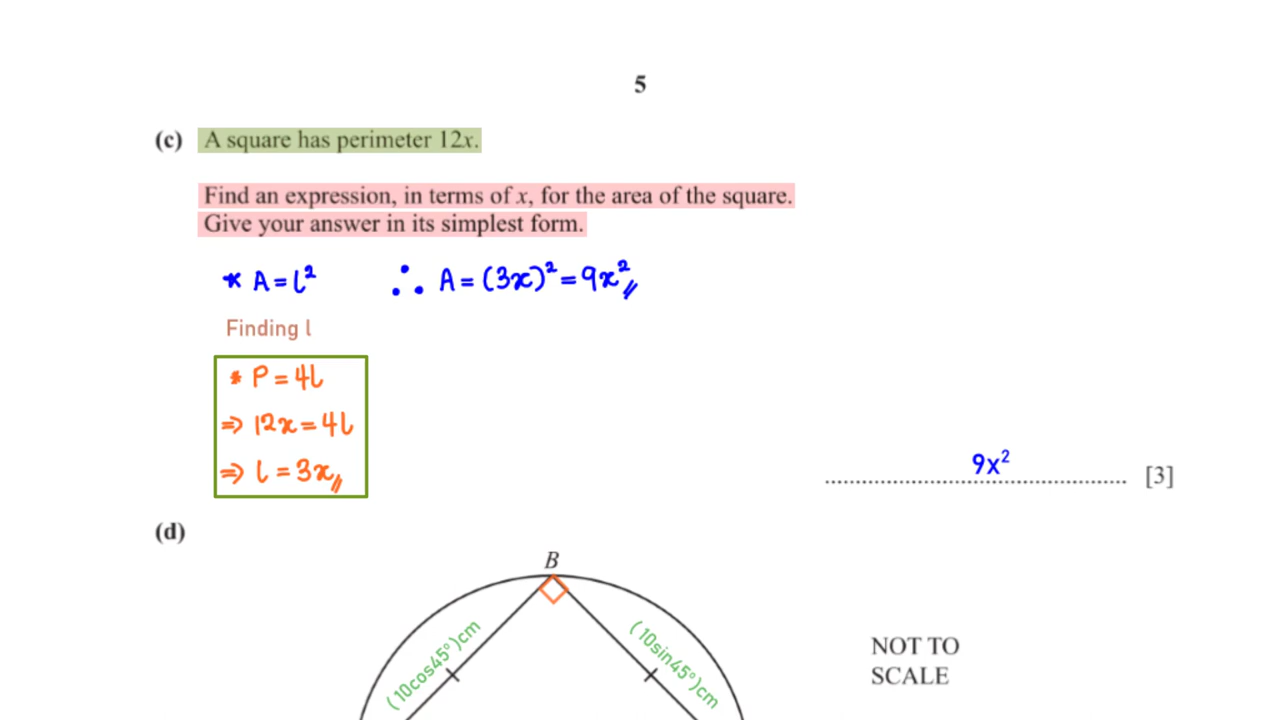 5
(c) A square has perimeter 12x.
Find an expression, in terms of x, for the area of the square.
Give your answer in its simplest form.
* A = l² ∴ A = (3x)² = 9x²//
Finding l
* P = 4l
⇒ 12x = 4l
⇒ l = 3x//
9x²
[3]
(d)
B
(10cos45°)cm
(10sin45°)cm
NOT TO
SCALE